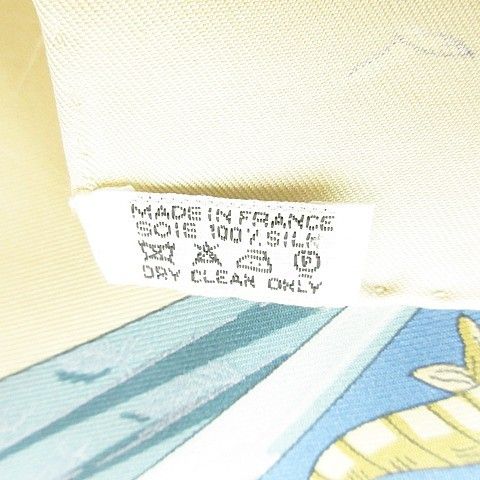 MADE IN FRANCE
SOIE 100% SILK
DRY CLEAN ONLY